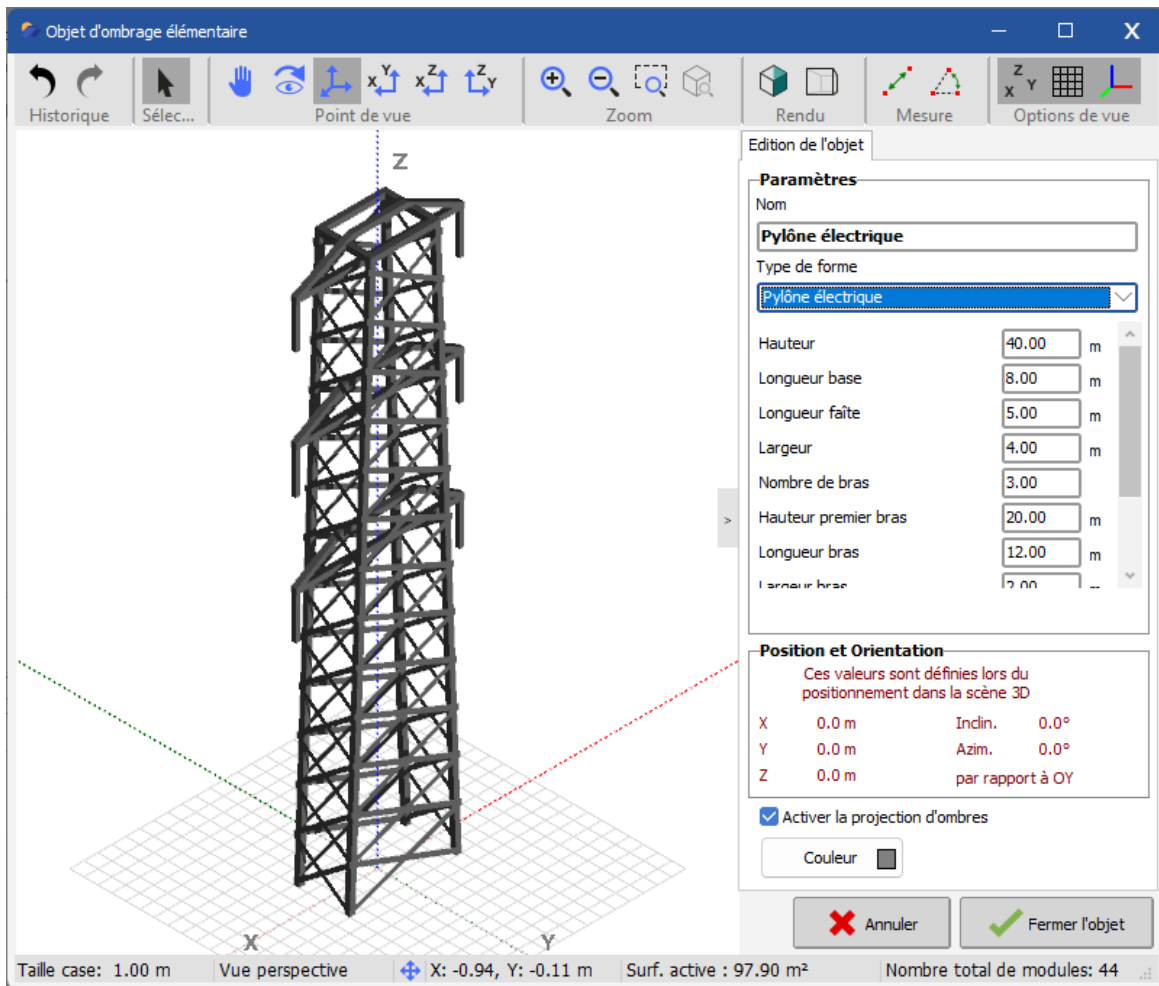 Objet d'ombrage élémentaire
Historique
Sélec...
X Y
X Z
Z Y
Point de vue
Zoom
Rendu
Mesure
Z X Y
Options de vue
Z
X
Y
>
Edition de l'objet
Paramètres
Nom
Pylône électrique
Type de forme
Pylône électrique
Hauteur 40.00 m
Longueur base 8.00 m
Longueur faîte 5.00 m
Largeur 4.00 m
Nombre de bras 3.00
Hauteur premier bras 20.00 m
Longueur bras 12.00 m
Largeur bras 2.00 m
Position et Orientation
Ces valeurs sont définies lors du
positionnement dans la scène 3D
X 0.0 m Inclin. 0.0°
Y 0.0 m Azim. 0.0°
Z 0.0 m par rapport à OY
Activer la projection d'ombres
Couleur
Annuler
Fermer l'objet
Taille case: 1.00 m Vue perspective X: -0.94, Y: -0.11 m Surf. active : 97.90 m² Nombre total de modules: 44